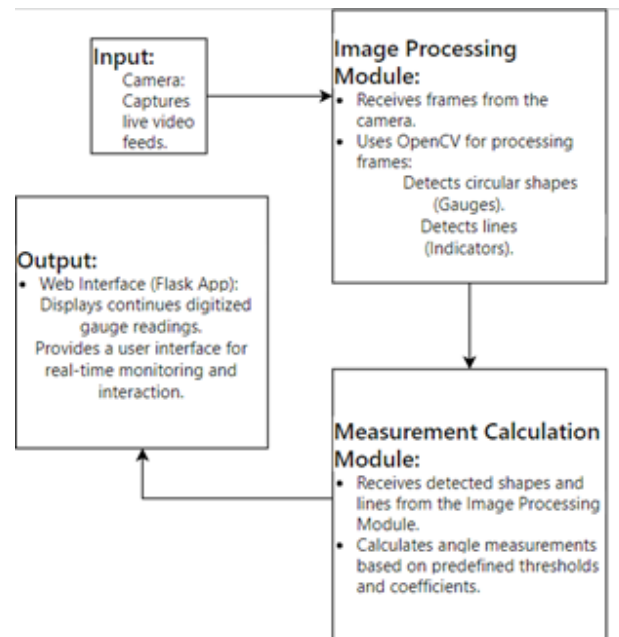 Input:
Camera:
Captures
live video
feeds.
Image Processing
Module:
• Receives frames from the
camera.
• Uses OpenCV for processing
frames:
Detects circular shapes
(Gauges).
Detects lines
(Indicators).
Measurement Calculation
Module:
• Receives detected shapes and
lines from the Image Processing
Module.
• Calculates angle measurements
based on predefined thresholds
and coefficients.
Output:
• Web Interface (Flask App):
Displays continues digitized
gauge readings.
Provides a user interface for
real-time monitoring and
interaction.